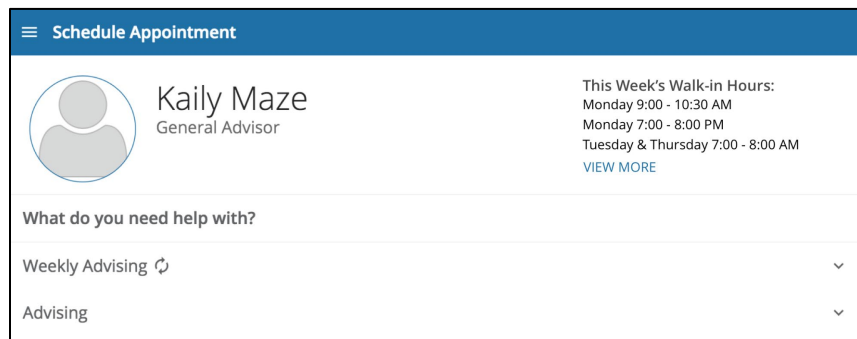 Schedule Appointment
Kaily Maze
General Advisor
This Week's Walk-in Hours:
Monday 9:00 - 10:30 AM
Monday 7:00 - 8:00 PM
Tuesday & Thursday 7:00 - 8:00 AM
VIEW MORE
What do you need help with?
Weekly Advising
Advising